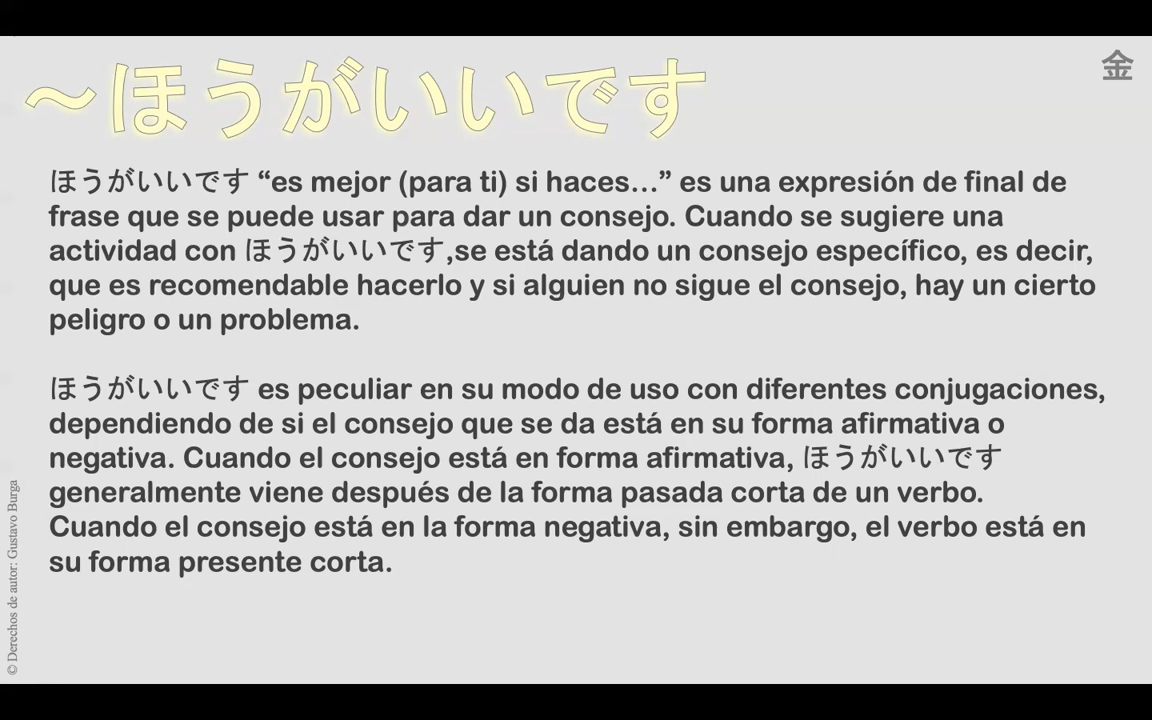 ～ほうがいいです
金
ほうがいいです “es mejor (para ti) si haces…” es una expresión de final de
frase que se puede usar para dar un consejo. Cuando se sugiere una
actividad con ほうがいいです,se está dando un consejo específico, es decir,
que es recomendable hacerlo y si alguien no sigue el consejo, hay un cierto
peligro o un problema.
ほうがいいです es peculiar en su modo de uso con diferentes conjugaciones,
dependiendo de si el consejo que se da está en su forma afirmativa o
negativa. Cuando el consejo está en forma afirmativa, ほうがいいです
generalmente viene después de la forma pasada corta de un verbo.
Cuando el consejo está en la forma negativa, sin embargo, el verbo está en
su forma presente corta.
© Derechos de autor: Gustavo Burga